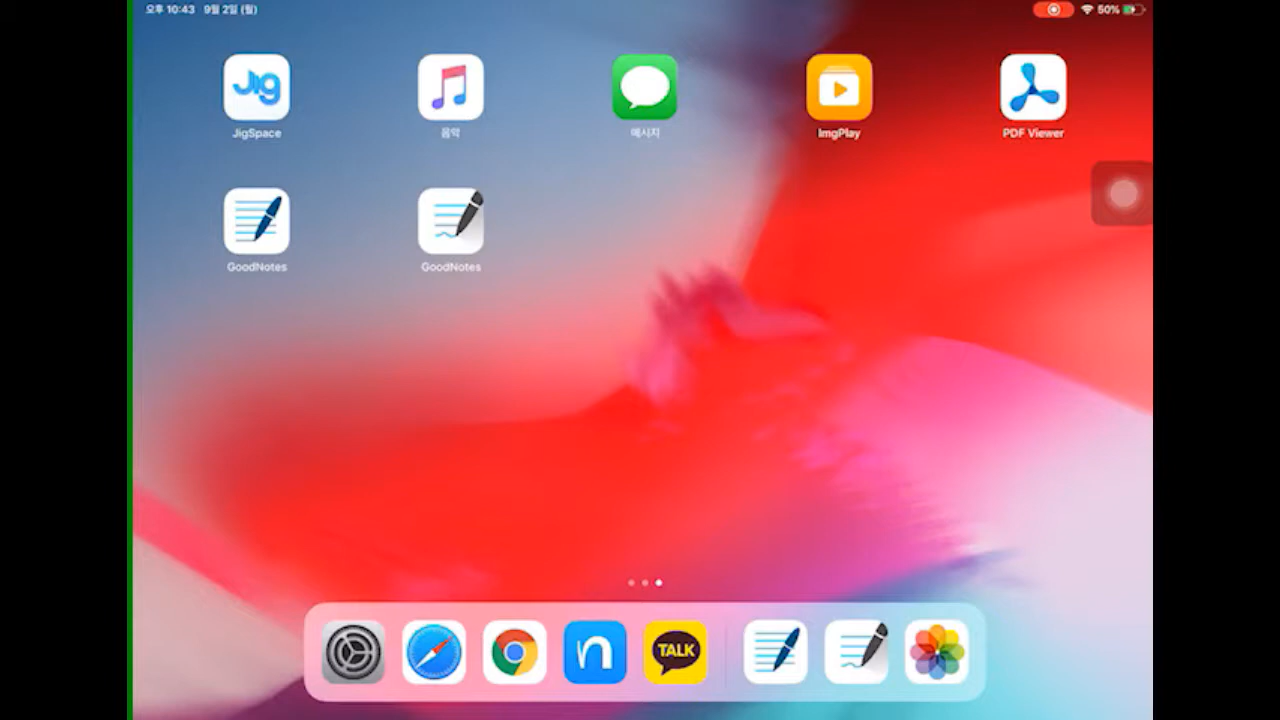 오후 10:43 9월 2일 (월)
50%
Jig
JigSpace
음악
메시지
ImgPlay
PDF Viewer
GoodNotes
GoodNotes
n
TALK